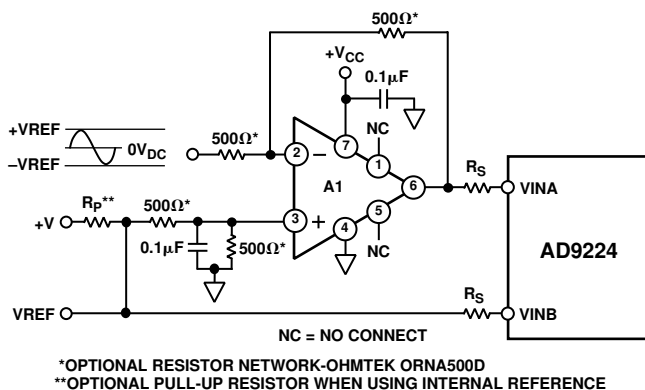 500Ω*
+VCC
0.1µF
+VREF
0VDC
–VREF
500Ω*
NC
2
–
7
1
A1
6
RS
VINA
RP**
+V
500Ω*
3
+
4
5
0.1µF
500Ω*
NC
AD9224
VREF
RS
VINB
NC = NO CONNECT
*OPTIONAL RESISTOR NETWORK-OHMTEK ORNA500D
**OPTIONAL PULL-UP RESISTOR WHEN USING INTERNAL REFERENCE